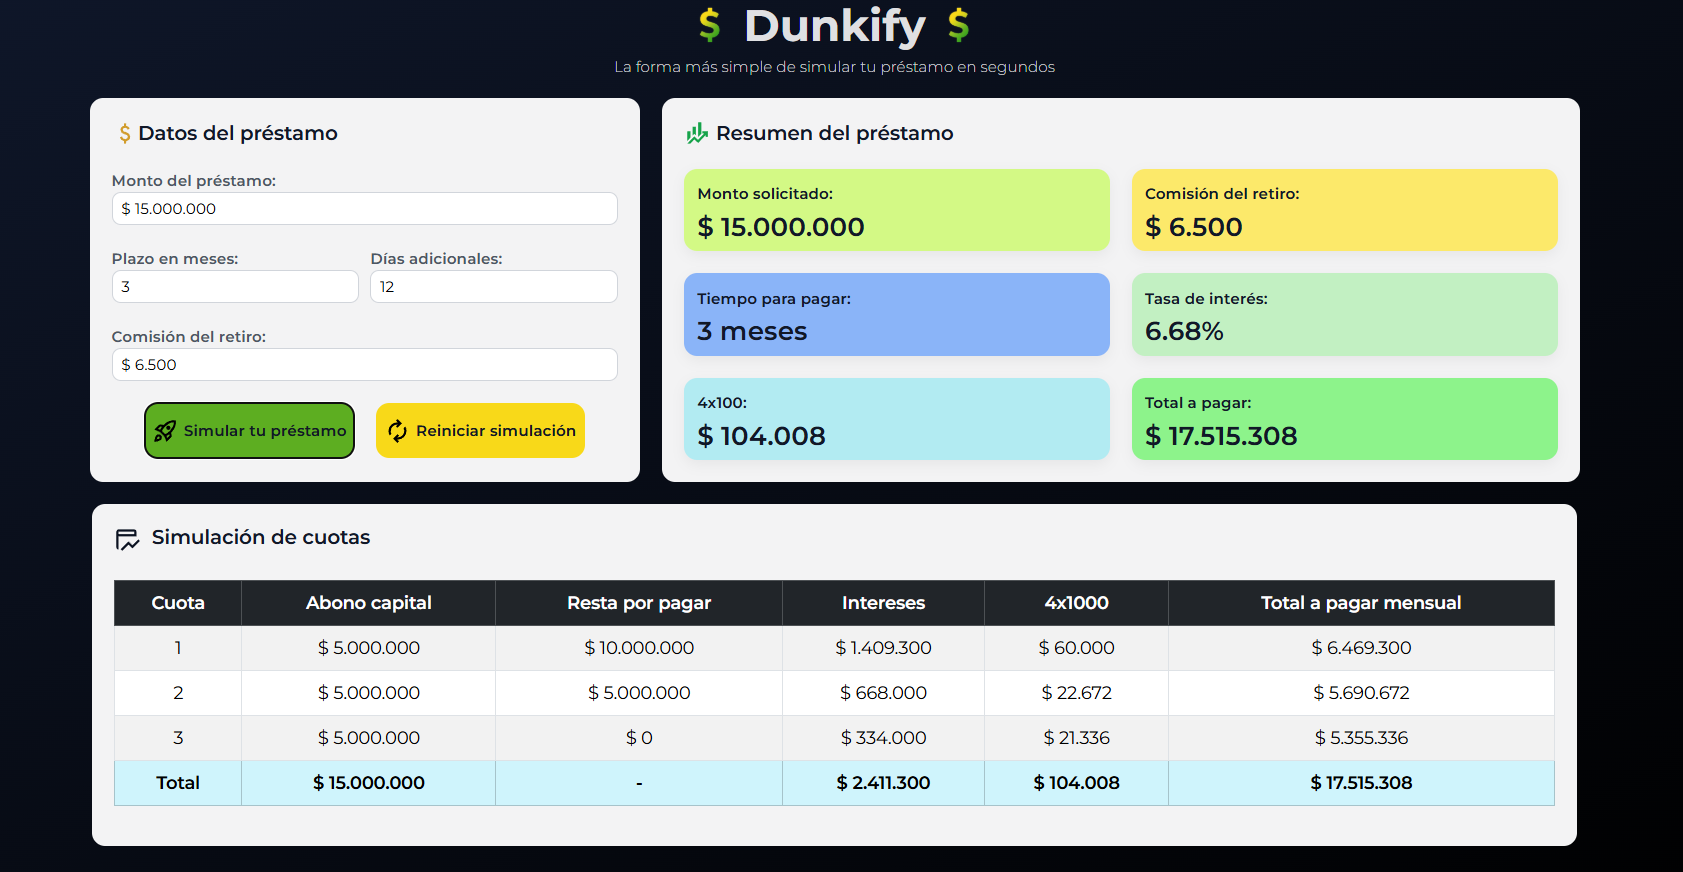 $ Dunkify $
La forma más simple de simular tu préstamo en segundos
$ Datos del préstamo
Monto del préstamo:
$ 15.000.000
Plazo en meses: Días adicionales:
3 12
Comisión del retiro:
$ 6.500
Simular tu préstamo Reiniciar simulación
Resumen del préstamo
Monto solicitado:
$ 15.000.000
Comisión del retiro:
$ 6.500
Tiempo para pagar:
3 meses
Tasa de interés:
6.68%
4x100:
$ 104.008
Total a pagar:
$ 17.515.308
Simulación de cuotas
Cuota Abono capital Resta por pagar Intereses 4x1000 Total a pagar mensual
1 $ 5.000.000 $ 10.000.000 $ 1.409.300 $ 60.000 $ 6.469.300
2 $ 5.000.000 $ 5.000.000 $ 668.000 $ 22.672 $ 5.690.672
3 $ 5.000.000 $ 0 $ 334.000 $ 21.336 $ 5.355.336
Total $ 15.000.000 - $ 2.411.300 $ 104.008 $ 17.515.308